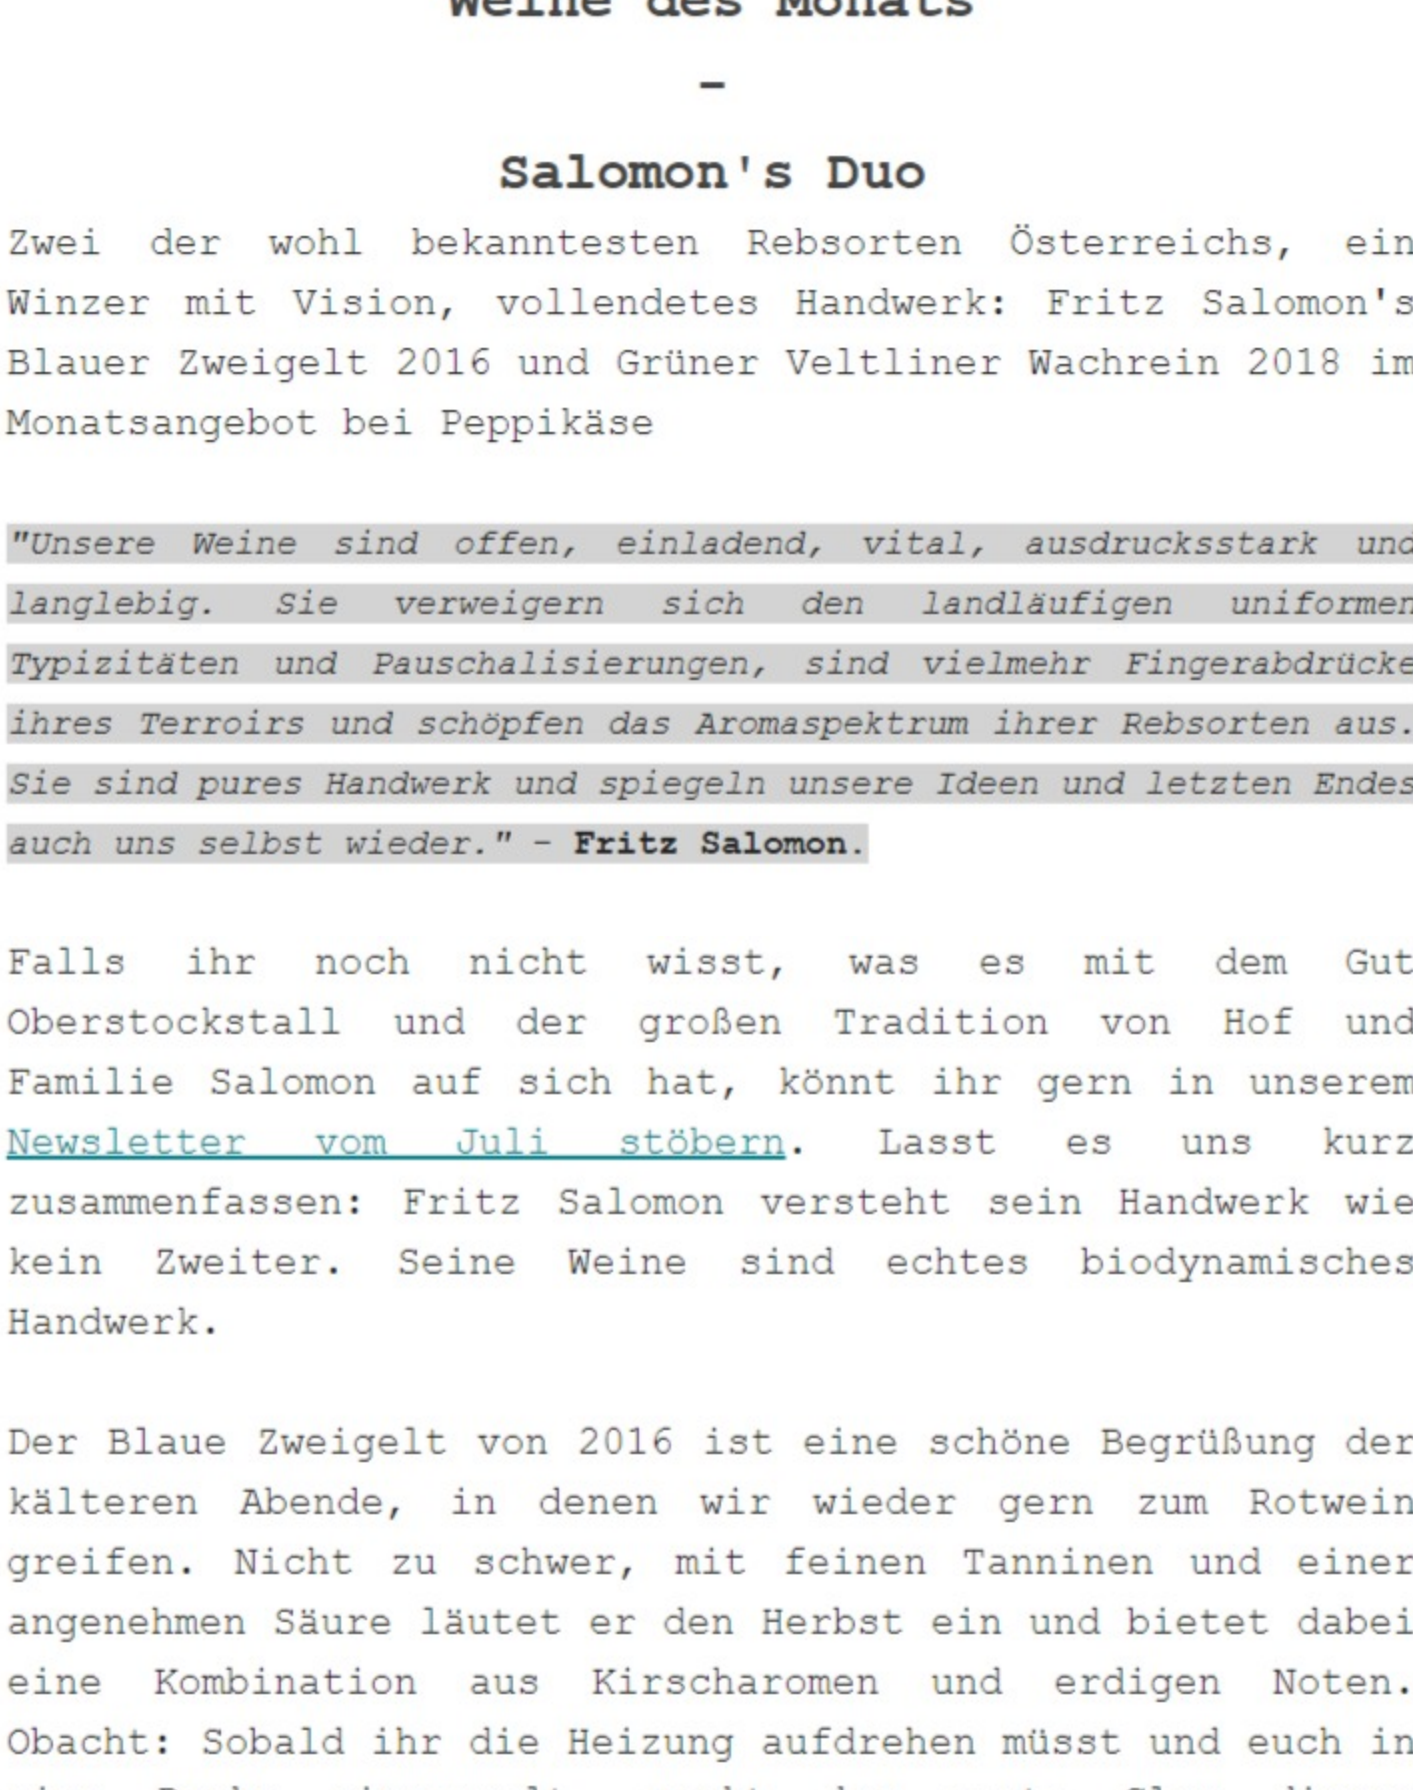 Weine des Monats
-
Salomon's Duo
Zwei der wohl bekanntesten Rebsorten Österreichs, ein
Winzer mit Vision, vollendetes Handwerk: Fritz Salomon's
Blauer Zweigelt 2016 und Grüner Veltliner Wachrein 2018 im
Monatsangebot bei Peppikäse
"Unsere Weine sind offen, einladend, vital, ausdrucksstark und
langlebig. Sie verweigern sich den landläufigen uniformen
Typizitäten und Pauschalisierungen, sind vielmehr Fingerabdrücke
ihres Terroirs und schöpfen das Aromaspektrum ihrer Rebsorten aus.
Sie sind pures Handwerk und spiegeln unsere Ideen und letzten Endes
auch uns selbst wieder." - Fritz Salomon.
Falls ihr noch nicht wisst, was es mit dem Gut
Oberstockstall und der großen Tradition von Hof und
Familie Salomon auf sich hat, könnt ihr gern in unserem
Newsletter vom Juli stöbern. Lasst es uns kurz
zusammenfassen: Fritz Salomon versteht sein Handwerk wie
kein Zweiter. Seine Weine sind echtes biodynamisches
Handwerk.
Der Blaue Zweigelt von 2016 ist eine schöne Begrüßung der
kälteren Abende, in denen wir wieder gern zum Rotwein
greifen. Nicht zu schwer, mit feinen Tanninen und einer
angenehmen Säure läutet er den Herbst ein und bietet dabei
eine Kombination aus Kirscharomen und erdigen Noten.
Obacht: Sobald ihr die Heizung aufdrehen müsst und euch in